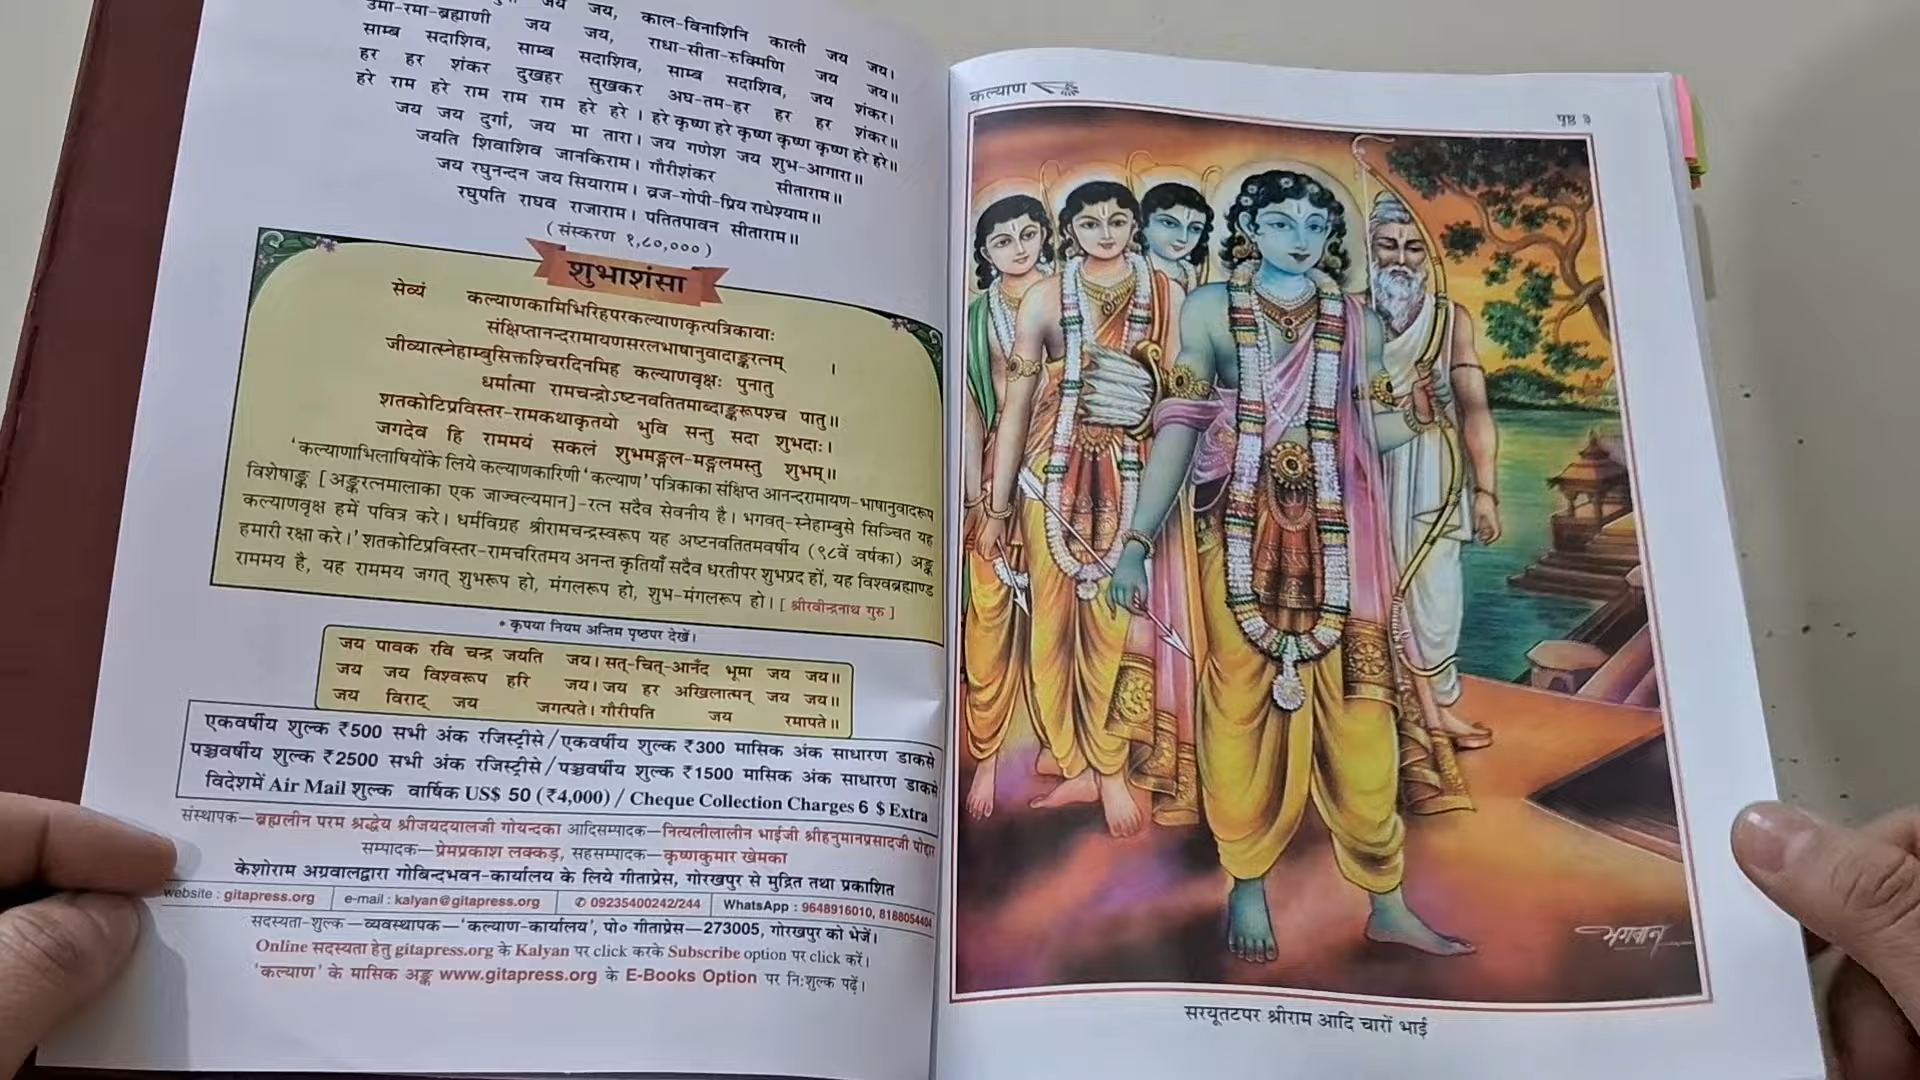 जय जय, काल-विनाशिनि काली जय जय।
उमा-रमा-ब्रह्माणी जय जय, राधा-सीता-रुक्मिणि जय जय॥
साम्ब सदाशिव, साम्ब सदाशिव, साम्ब सदाशिव, जय शंकर।
हर हर शंकर दुखहर सुखकर अघ-तम-हर हर हर शंकर॥
हरे राम हरे राम राम राम हरे हरे। हरे कृष्ण हरे कृष्ण कृष्ण कृष्ण हरे हरे॥
जय जय दुर्गा, जय मा तारा। जय गणेश जय शुभ-आगारा॥
जयति शिवाशिव जानकिराम। गौरीशंकर सीताराम॥
जय रघुनन्दन जय सियाराम। व्रज-गोपी-प्रिय राधेश्याम॥
रघुपति राघव राजाराम। पतितपावन सीताराम॥
(संस्करण १,८०,०००)
शुभाशंसा
सेव्यं कल्याणकामिभिरिहपरकल्याणकृत्पत्रिकायाः
संक्षिप्तानन्दरामायणसरलभाषानुवादाङ्करत्नम् ।
जीव्यात्स्नेहाम्बुसिक्तश्चिरदिनमिह कल्याणवृक्षः पुनातु
धर्मात्मा रामचन्द्रोऽष्टनवतितमाब्दाङ्करूपश्च पातु॥
शतकोटिप्रविस्तर-रामकथाकृतयो भुवि सन्तु सदा शुभदाः।
जगदेव हि राममयं सकलं शुभमङ्गल-मङ्गलमस्तु शुभम्॥
'कल्याणाभिलाषियोंके लिये कल्याणकारिणी 'कल्याण' पत्रिकाका संक्षिप्त आनन्दरामायण-भाषानुवादरूप
विशेषाङ्क [अङ्करत्नमालाका एक जाज्वल्यमान]-रत्न सदैव सेवनीय है। भगवत्-स्नेहाम्बुसे सिञ्चित यह
कल्याणवृक्ष हमें पवित्र करे। धर्मविग्रह श्रीरामचन्द्रस्वरूप यह अष्टनवतितमवर्षीय (९८वें वर्षका) अङ्क
हमारी रक्षा करे।' शतकोटिप्रविस्तर-रामचरितमय अनन्त कृतियाँ सदैव धरतीपर शुभप्रद हों, यह विश्वब्रह्माण्ड
राममय है, यह राममय जगत् शुभरूप हो, मंगलरूप हो, शुभ-मंगलरूप हो। [श्रीरवीन्द्रनाथ गुरु]
* कृपया नियम अन्तिम पृष्ठपर देखें।
जय पावक रवि चन्द्र जयति जय। सत्-चित्-आनँद भूमा जय जय॥
जय जय विश्वरूप हरि जय। जय हर अखिलात्मन् जय जय॥
जय विराट् जय जगत्पते। गौरीपति जय रमापते॥
एकवर्षीय शुल्क ₹500 सभी अंक रजिस्ट्रीसे/एकवर्षीय शुल्क ₹300 मासिक अंक साधारण डाकसे
पञ्चवर्षीय शुल्क ₹2500 सभी अंक रजिस्ट्रीसे/पञ्चवर्षीय शुल्क ₹1500 मासिक अंक साधारण डाकसे
विदेशमें Air Mail शुल्क वार्षिक US$ 50 (₹4,000) / Cheque Collection Charges 6 $ Extra
संस्थापक—ब्रह्मलीन परम श्रद्धेय श्रीजयदयालजी गोयन्दका आदिसम्पादक—नित्यलीलालीन भाईजी श्रीहनुमानप्रसादजी पोद्दार
सम्पादक—प्रेमप्रकाश लक्कड़, सहसम्पादक—कृष्णकुमार खेमका
केशोराम अग्रवालद्वारा गोबिन्दभवन-कार्यालय के लिये गीताप्रेस, गोरखपुर से मुद्रित तथा प्रकाशित
website : gitapress.org e-mail : kalyan@gitapress.org ✆ 09235400242/244 WhatsApp : 9648916010, 8188054404
सदस्यता-शुल्क—व्यवस्थापक—'कल्याण-कार्यालय', पो० गीताप्रेस—273005, गोरखपुर को भेजें।
Online सदस्यता हेतु gitapress.org के Kalyan पर click करके Subscribe option पर click करें।
'कल्याण' के मासिक अङ्क www.gitapress.org के E-Books Option पर निःशुल्क पढ़ें।
कल्याण
पृष्ठ ३
भगवान
सरयूतटपर श्रीराम आदि चारों भाई